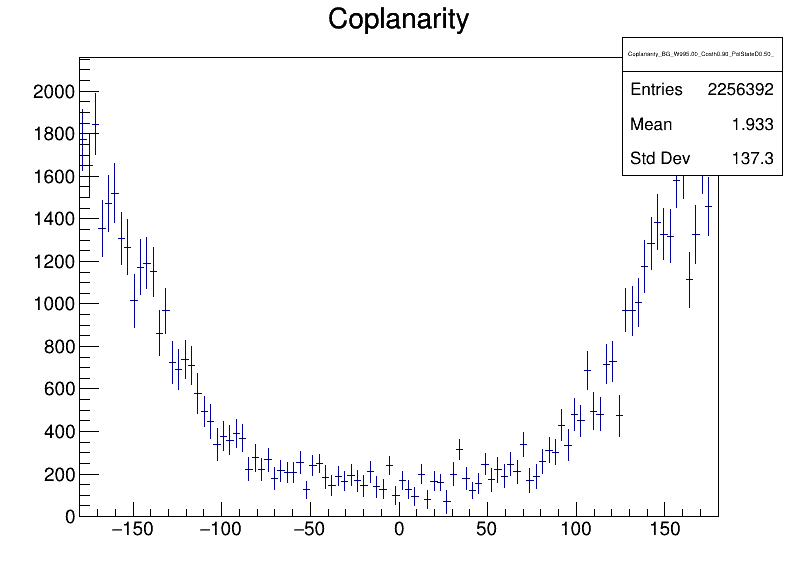 Coplanarity
Coplanarity_BG_W995.00_Costh0.90_PolStateD0.50_
Entries 2256392
Mean 1.933
Std Dev 137.3
2000
1800
1600
1400
1200
1000
800
600
400
200
0
−150 −100 −50 0 50 100 150